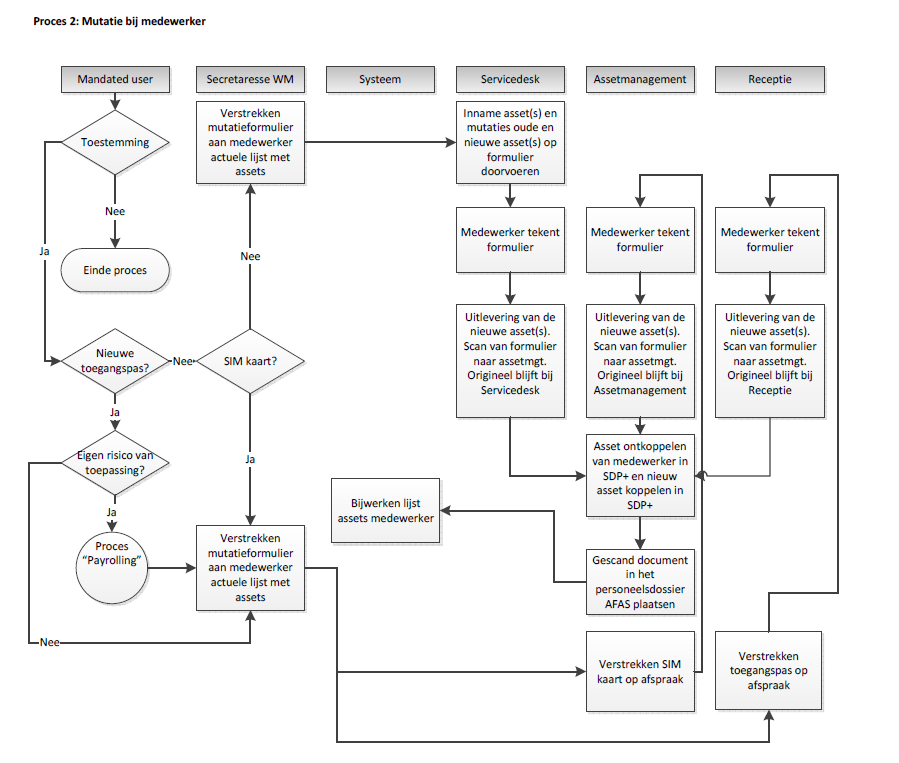 Proces 2: Mutatie bij medewerker
Mandated user
Secretaresse WM
Systeem
Servicedesk
Assetmanagement
Receptie
Toestemming
Verstrekken
mutatieformulier
aan medewerker
actuele lijst met
assets
Inname asset(s) en
mutaties oude en
nieuwe asset(s) op
formulier
doorvoeren
Nee
Ja
Einde proces
Nee
Medewerker tekent
formulier
Medewerker tekent
formulier
Medewerker tekent
formulier
Nieuwe
toegangspas?
Nee
SIM kaart?
Uitlevering van de
nieuwe asset(s).
Scan van formulier
naar assetmgt.
Origineel blijft bij
Servicedesk
Uitlevering van de
nieuwe asset(s).
Scan van formulier
naar assetmgt.
Origineel blijft bij
Assetmanagement
Uitlevering van de
nieuwe asset(s).
Scan van formulier
naar assetmgt.
Origineel blijft bij
Receptie
Ja
Eigen risico van
toepassing?
Ja
Asset ontkoppelen
van medewerker in
SDP+ en nieuw
asset koppelen in
SDP+
Bijwerken lijst
assets medewerker
Ja
Proces
“Payrolling”
Verstrekken
mutatieformulier
aan medewerker
actuele lijst met
assets
Gescand document
in het
personeelsdossier
AFAS plaatsen
Nee
Verstrekken SIM
kaart op afspraak
Verstrekken
toegangspas op
afspraak